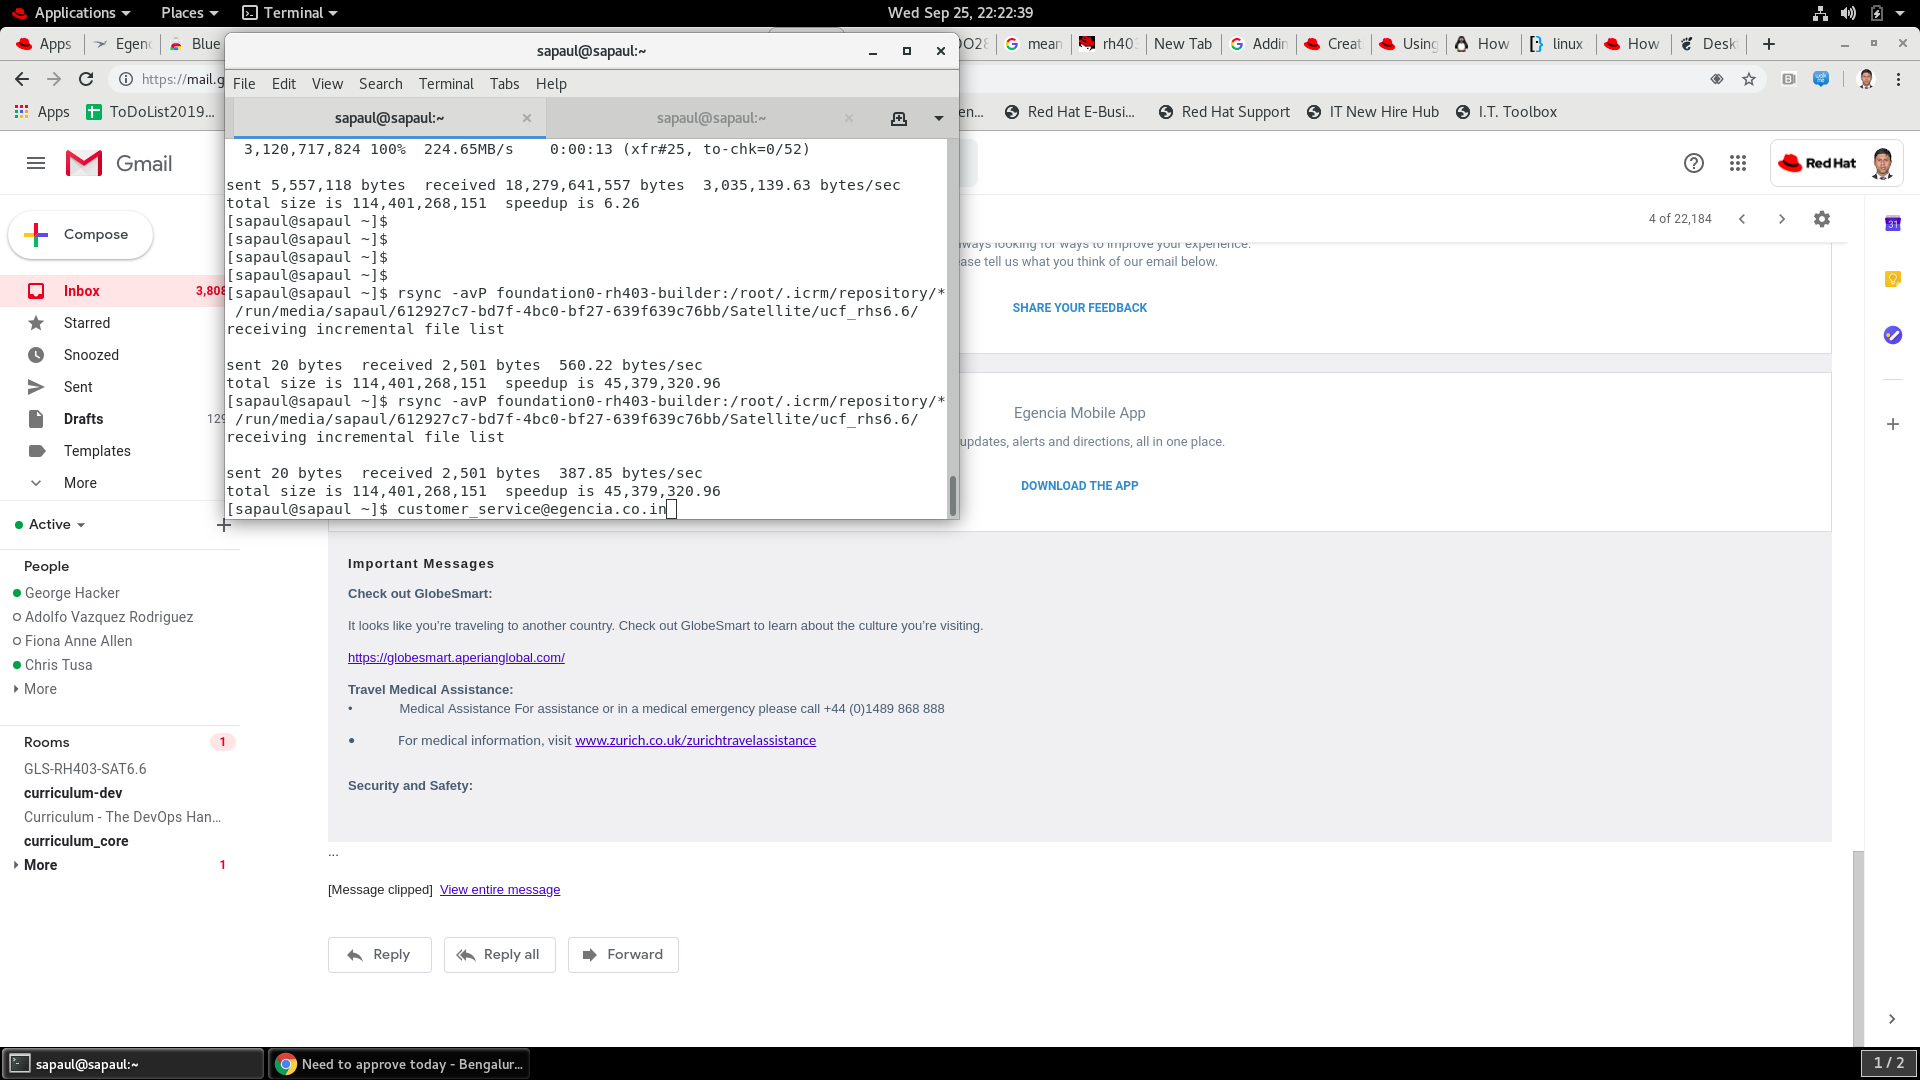 Applications Places Terminal Wed Sep 25, 22:22:39
Apps Blue mean rh40 New Tab Addin Creat Using How linux How Desk
sapaul@sapaul:~
https://mail.g
File Edit View Search Terminal Tabs Help
Apps ToDoList2019... en... Red Hat E-Busi... Red Hat Support IT New Hire Hub I.T. Toolbox
sapaul@sapaul:~ sapaul@sapaul:~
Gmail
Red Hat
3,120,717,824 100% 224.65MB/s 0:00:13 (xfr#25, to-chk=0/52)
sent 5,557,118 bytes received 18,279,641,557 bytes 3,035,139.63 bytes/sec
total size is 114,401,268,151 speedup is 6.26
[sapaul@sapaul ~]$
[sapaul@sapaul ~]$
[sapaul@sapaul ~]$
[sapaul@sapaul ~]$
[sapaul@sapaul ~]$ rsync -avP foundation0-rh403-builder:/root/.icrm/repository/*
/run/media/sapaul/612927c7-bd7f-4bc0-bf27-639f639c76bb/Satellite/ucf_rhs6.6/
receiving incremental file list
sent 20 bytes received 2,501 bytes 560.22 bytes/sec
total size is 114,401,268,151 speedup is 45,379,320.96
[sapaul@sapaul ~]$ rsync -avP foundation0-rh403-builder:/root/.icrm/repository/*
/run/media/sapaul/612927c7-bd7f-4bc0-bf27-639f639c76bb/Satellite/ucf_rhs6.6/
receiving incremental file list
sent 20 bytes received 2,501 bytes 387.85 bytes/sec
total size is 114,401,268,151 speedup is 45,379,320.96
[sapaul@sapaul ~]$ customer_service@egencia.co.in
Compose
Inbox 3,808
Starred
Snoozed
Sent
Drafts 129
Templates
More
Active
People
George Hacker
Adolfo Vazquez Rodriguez
Fiona Anne Allen
Chris Tusa
More
Rooms 1
GLS-RH403-SAT6.6
curriculum-dev
Curriculum - The DevOps Han...
curriculum_core
More 1
4 of 22,184
31
looking for ways to improve your experience.
ase tell us what you think of our email below.
SHARE YOUR FEEDBACK
Egencia Mobile App
updates, alerts and directions, all in one place.
DOWNLOAD THE APP
Important Messages
Check out GlobeSmart:
It looks like you're traveling to another country. Check out GlobeSmart to learn about the culture you're visiting.
https://globesmart.aperianglobal.com/
Travel Medical Assistance:
• Medical Assistance For assistance or in a medical emergency please call +44 (0)1489 868 888
• For medical information, visit www.zurich.co.uk/zurichtravelassistance
Security and Safety:
...
[Message clipped] View entire message
Reply Reply all Forward
sapaul@sapaul:~ Need to approve today - Bengalur... 1 / 2